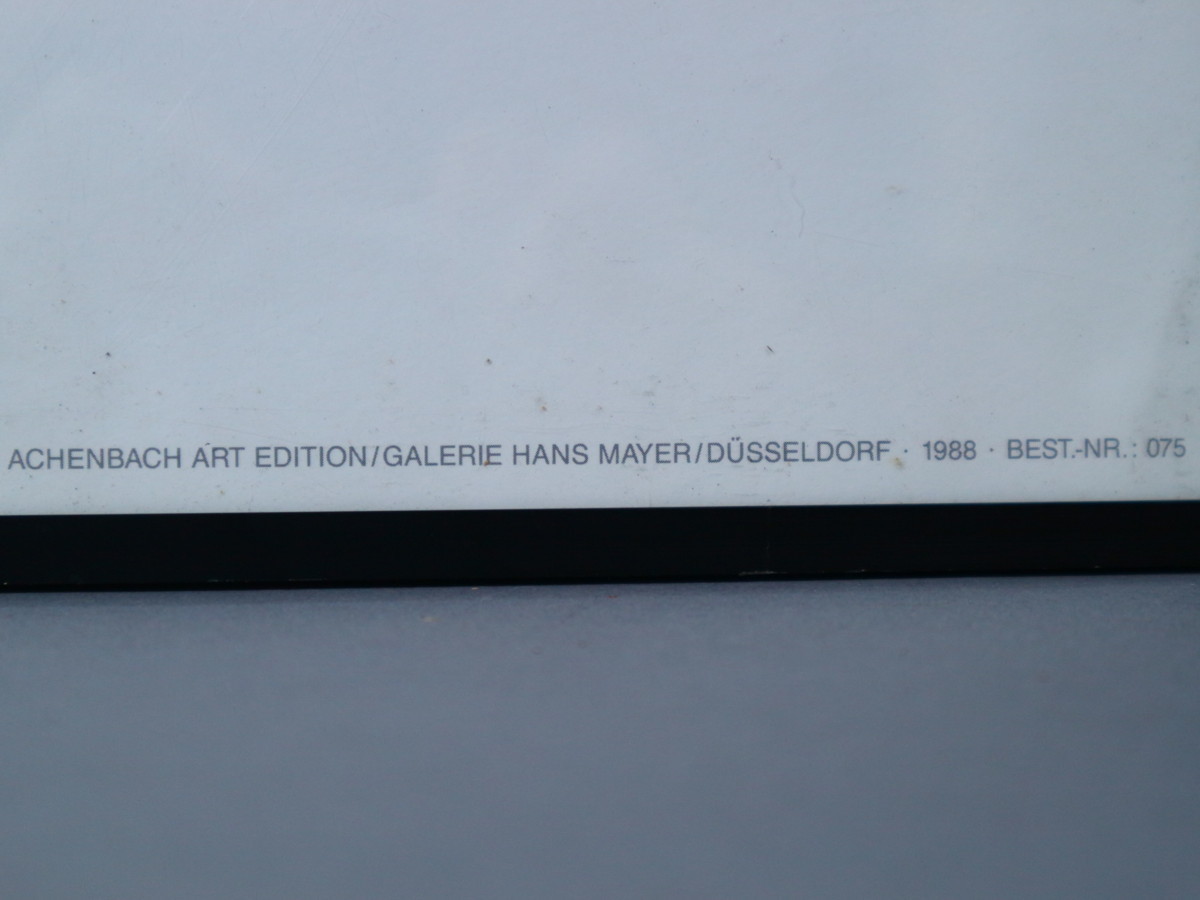 ACHENBACH ART EDITION/GALERIE HANS MAYER/DÜSSELDORF · 1988 · BEST.-NR.: 075